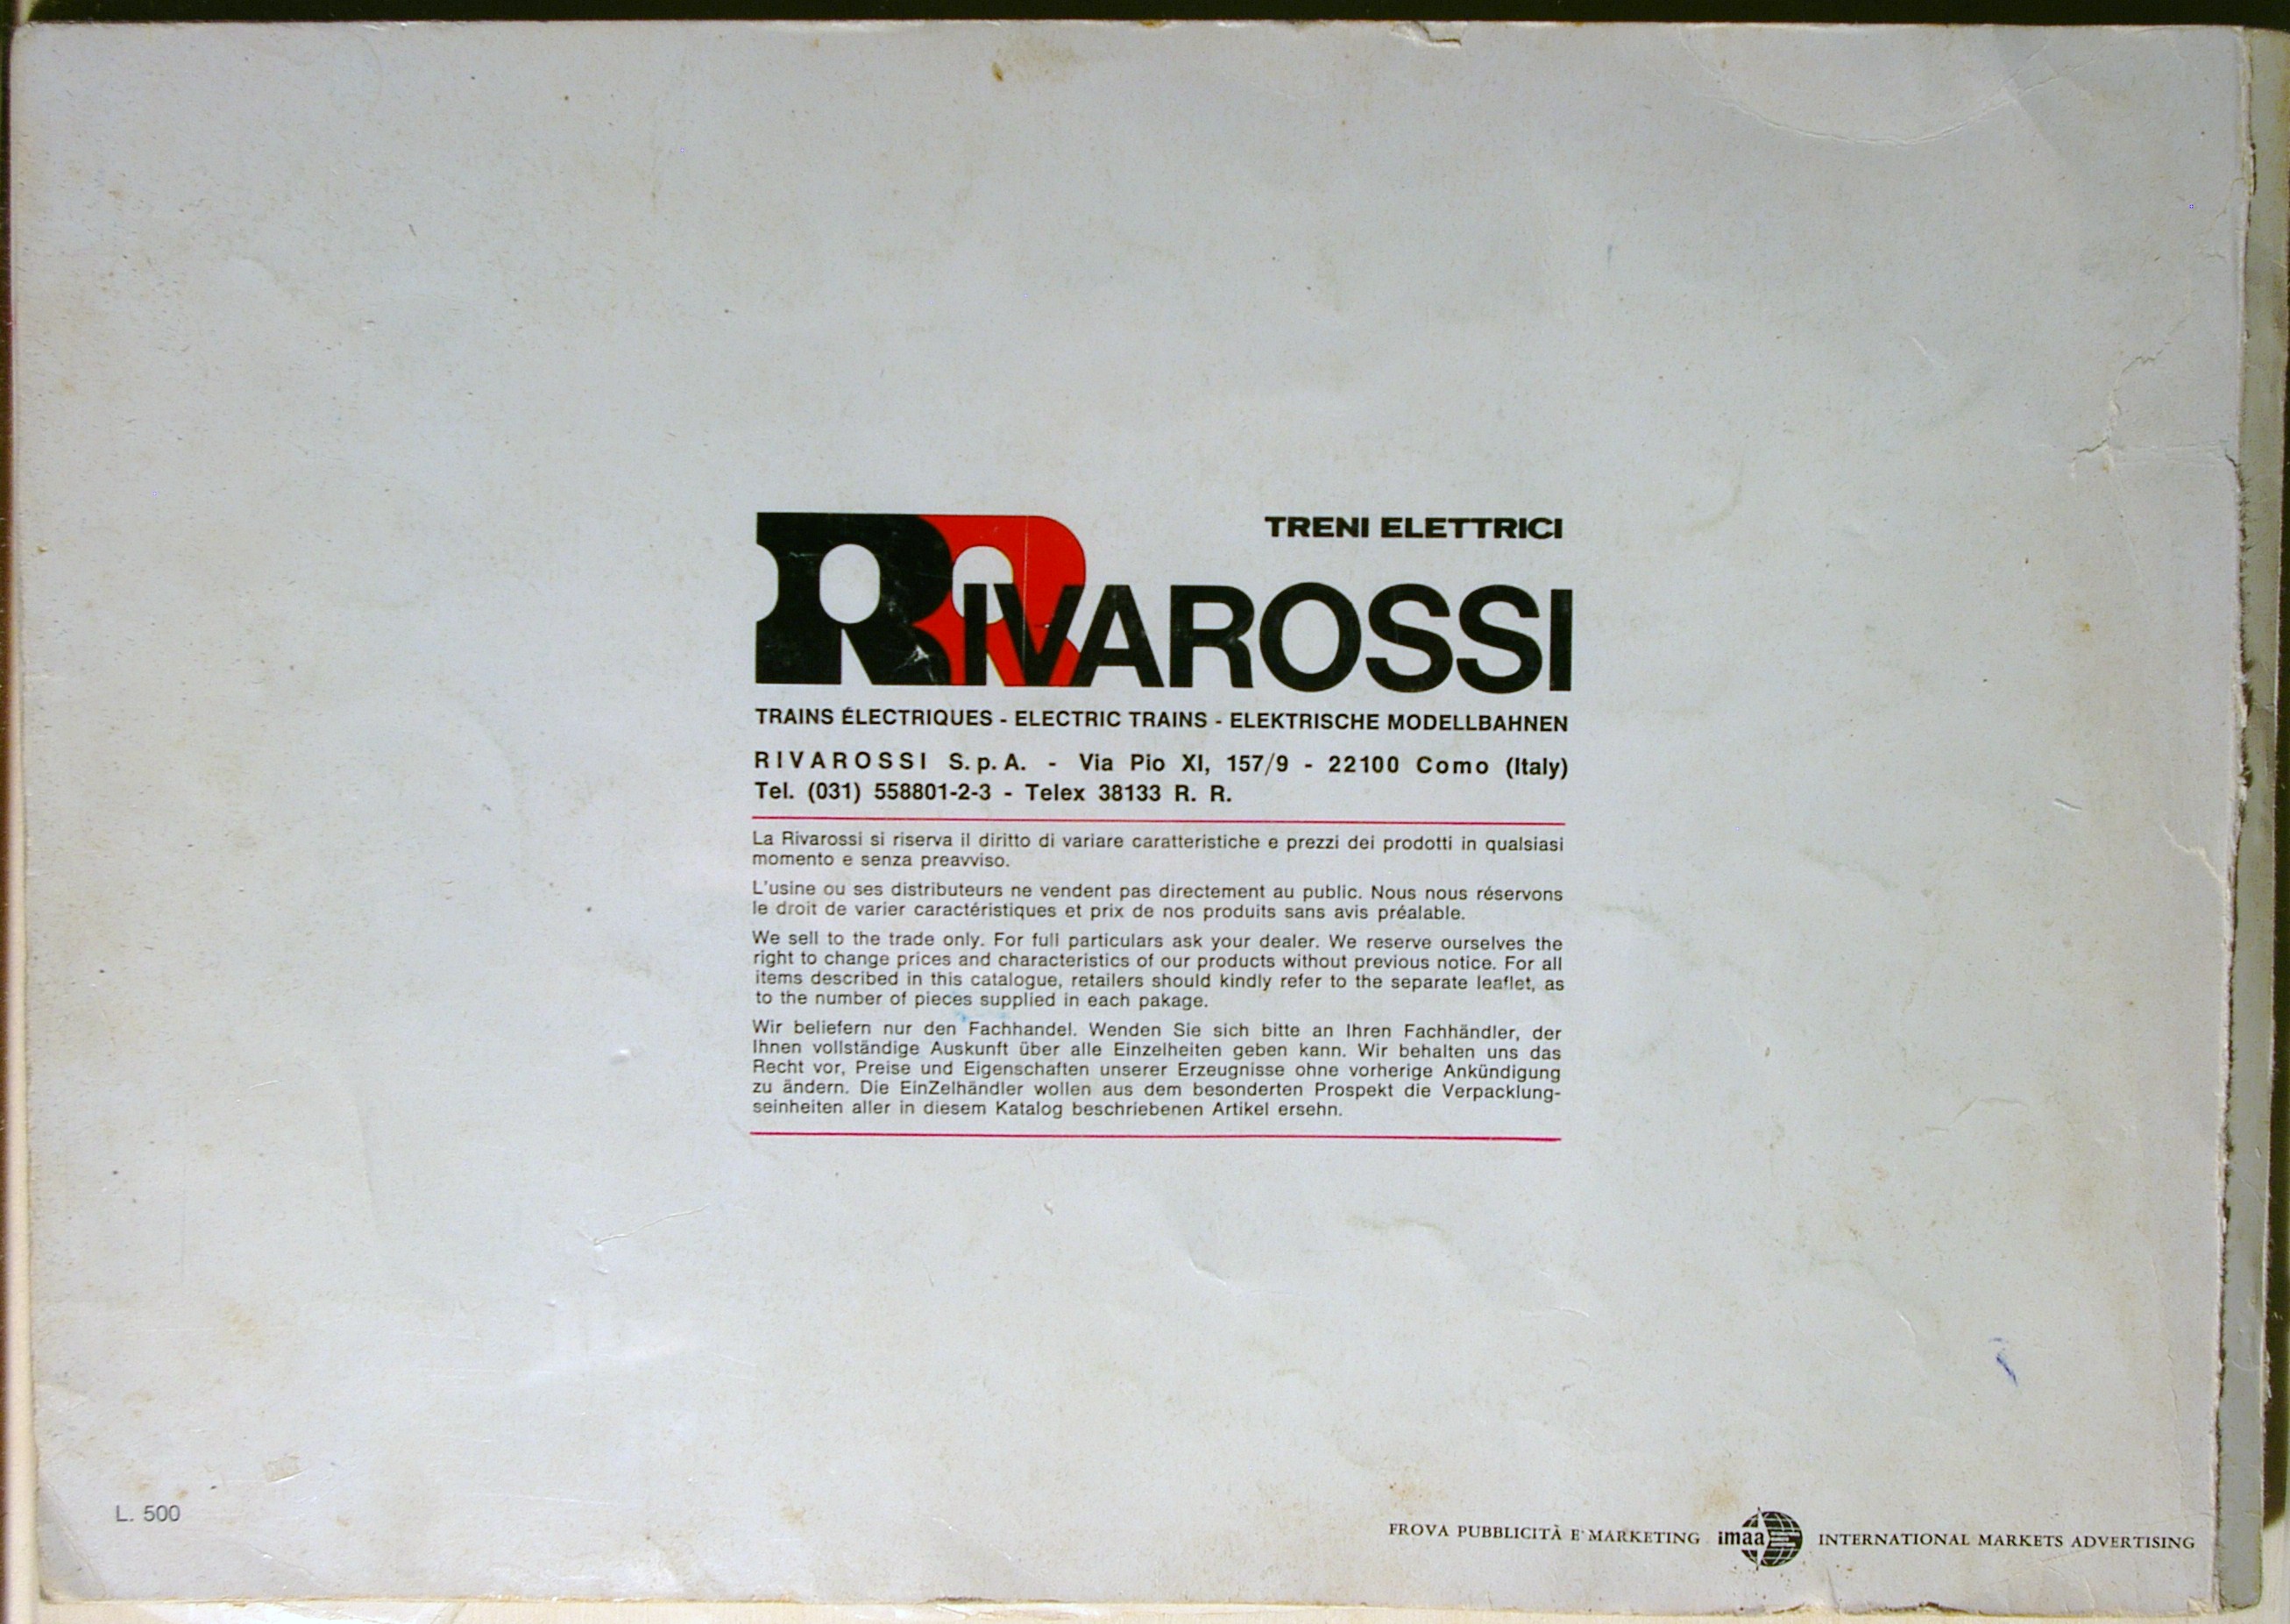 TRENI ELETTRICI
RIVAROSSI
TRAINS ÉLECTRIQUES - ELECTRIC TRAINS - ELEKTRISCHE MODELLBAHNEN
RIVAROSSI S.p.A. - Via Pio XI, 157/9 - 22100 Como (Italy)
Tel. (031) 558801-2-3 - Telex 38133 R. R.
La Rivarossi si riserva il diritto di variare caratteristiche e prezzi dei prodotti in qualsiasi
momento e senza preavviso.
L'usine ou ses distributeurs ne vendent pas directement au public. Nous nous réservons
le droit de varier caractéristiques et prix de nos produits sans avis préalable.
We sell to the trade only. For full particulars ask your dealer. We reserve ourselves the
right to change prices and characteristics of our products without previous notice. For all
items described in this catalogue, retailers should kindly refer to the separate leaflet, as
to the number of pieces supplied in each pakage.
Wir beliefern nur den Fachhandel. Wenden Sie sich bitte an Ihren Fachhändler, der
Ihnen vollständige Auskunft über alle Einzelheiten geben kann. Wir behalten uns das
Recht vor, Preise und Eigenschaften unserer Erzeugnisse ohne vorherige Ankündigung
zu ändern. Die EinZelhändler wollen aus dem besonderten Prospekt die Verpacklung-
seinheiten aller in diesem Katalog beschriebenen Artikel ersehn.
L. 500
FROVA PUBBLICITÀ E MARKETING imaa INTERNATIONAL MARKETS ADVERTISING